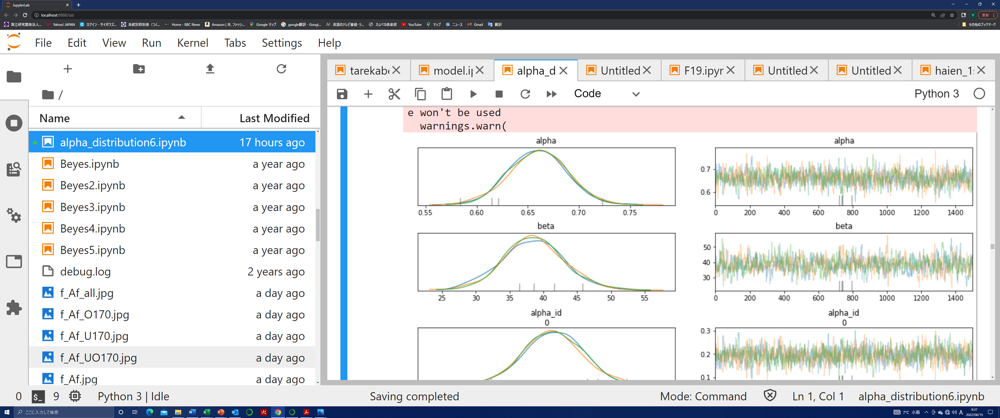 JupyterLab
localhost:8888/lab
国立研究開発法人... Yahoo! JAPAN ログイン - サイボウズ... 系統別時刻表（つく... Home - BBC News Amazon | 本, ファッシ... Google マップ google翻訳 - Googl... 英語のテレビ番組・ラ... えらべる倶楽部 YouTube マップ ニュース Gmail 翻訳 その他のブックマーク
Y 更新
File Edit View Run Kernel Tabs Settings Help
tarekab model.ip alpha_d Untitled F19.ipyr Untitled Untitled haien_1
/
Code Python 3
Name Last Modified
alpha_distribution6.ipynb 17 hours ago
Beyes.ipynb a year ago
Beyes2.ipynb a year ago
Beyes3.ipynb a year ago
Beyes4.ipynb a year ago
Beyes5.ipynb a year ago
debug.log 2 years ago
f_Af_all.jpg a day ago
f_Af_O170.jpg a day ago
f_Af_U170.jpg a day ago
f_Af_UO170.jpg a day ago
f_Af.jpg a day ago
e won't be used
warnings.warn(
alpha alpha
0.7
0.6
0.55 0.60 0.65 0.70 0.75 0 200 400 600 800 1000 1200 1400
beta beta
50
40
30
25 30 35 40 45 50 55 0 200 400 600 800 1000 1200 1400
alpha_id alpha_id
0 0
0.3
0.2
0.1
0 $_ 9 Python 3 | Idle Saving completed Mode: Command Ln 1, Col 1 alpha_distribution6.ipynb
ここに入力して検索 7°C 小雨 A 9:37
2022/06/15